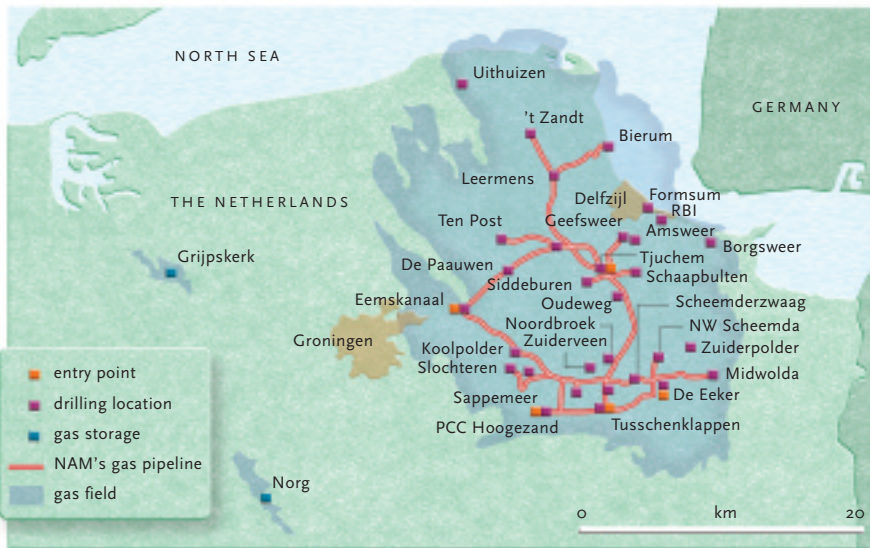 NORTH SEA
Uithuizen
GERMANY
't Zandt
Bierum
Leermens
THE NETHERLANDS
Delfzijl
Formsum
RBI
Ten Post
Geefsweer
Amsweer
Borgsweer
Grijpskerk
De Paauwen
Tjuchem
Siddeburen
Schaapbulten
Eemskanaal
Oudeweg
Scheemderzwaag
Noordbroek
NW Scheemda
Groningen
Zuiderveen
Zuiderpolder
Koolpolder
Slochteren
Midwolda
Sappemeer
De Eeker
PCC Hoogezand
Tusschenklappen
entry point
drilling location
gas storage
NAM's gas pipeline
gas field
Norg
0 km 20